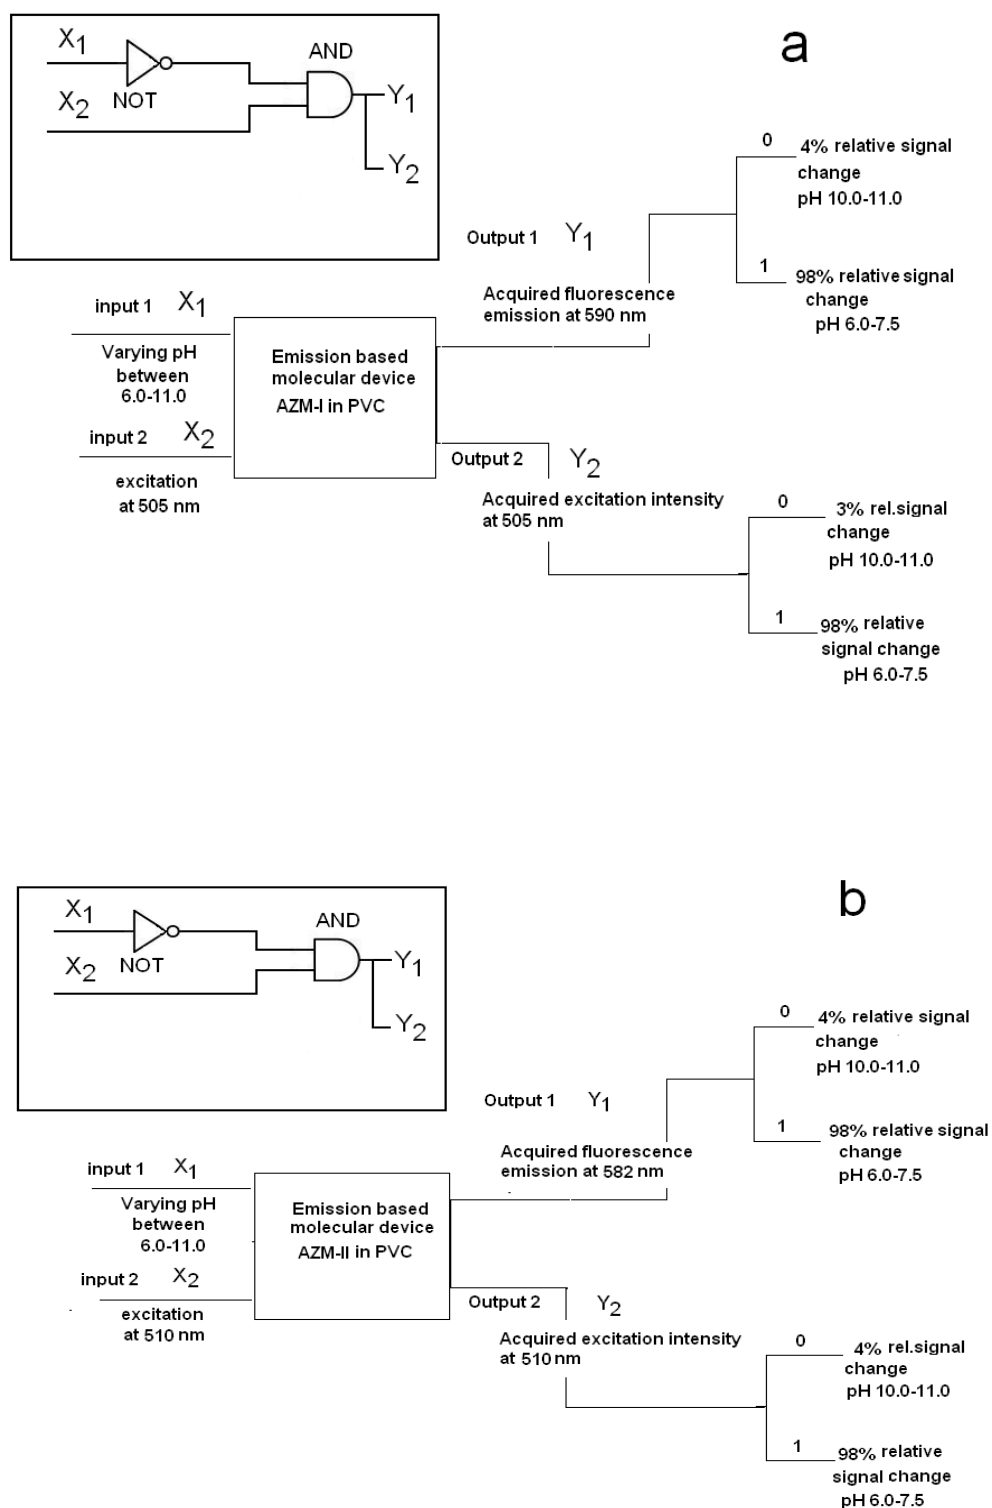 a
X1
AND
NOT
X2
Y1
Y2
0
4% relative signal
change
pH 10.0-11.0
Output 1 Y1
1
98% relative signal
change
pH 6.0-7.5
Acquired fluorescence
emission at 590 nm
input 1 X1
Varying pH
between
6.0-11.0
input 2 X2
excitation
at 505 nm
Emission based
molecular device
AZM-I in PVC
Output 2 Y2
Acquired excitation intensity
at 505 nm
0
3% rel.signal
change
pH 10.0-11.0
1
98% relative
signal change
pH 6.0-7.5
b
X1
AND
NOT
X2
Y1
Y2
0
4% relative signal
change
pH 10.0-11.0
Output 1 Y1
1
98% relative signal
change
pH 6.0-7.5
Acquired fluorescence
emission at 582 nm
input 1 X1
Varying pH
between
6.0-11.0
input 2 X2
excitation
at 510 nm
Emission based
molecular device
AZM-II in PVC
Output 2 Y2
Acquired excitation intensity
at 510 nm
0
4% rel.signal
change
pH 10.0-11.0
1
98% relative
signal change
pH 6.0-7.5